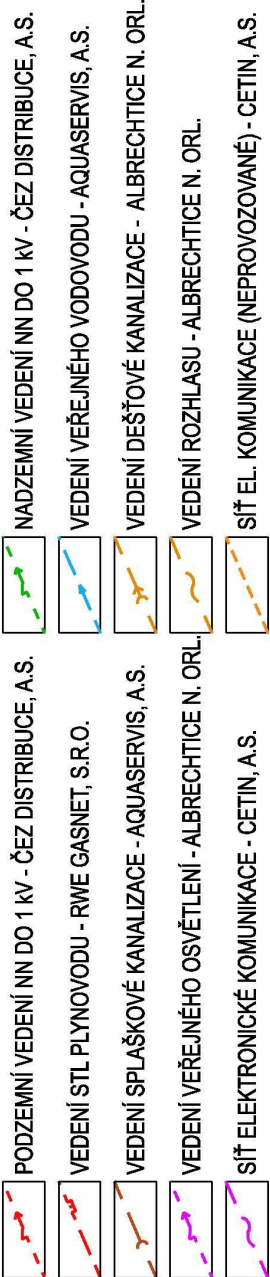 PODZEMNÍ VEDENÍ NN DO 1 kV - ČEZ DISTRIBUCE, A.S.
VEDENÍ STL PLYNOVODU - RWE GASNET, S.R.O.
VEDENÍ SPLAŠKOVÉ KANALIZACE - AQUASERVIS, A.S.
VEDENÍ VEŘEJNÉHO OSVĚTLENÍ - ALBRECHTICE N. ORL.
SÍŤ ELEKTRONICKÉ KOMUNIKACE - CETIN, A.S.
NADZEMNÍ VEDENÍ NN DO 1 kV - ČEZ DISTRIBUCE, A.S.
VEDENÍ VEŘEJNÉHO VODOVODU - AQUASERVIS, A.S.
VEDENÍ DEŠŤOVÉ KANALIZACE - ALBRECHTICE N. ORL.
VEDENÍ ROZHLASU - ALBRECHTICE N. ORL.
SÍŤ EL. KOMUNIKACE (NEPROVOZOVANÉ) - CETIN, A.S.